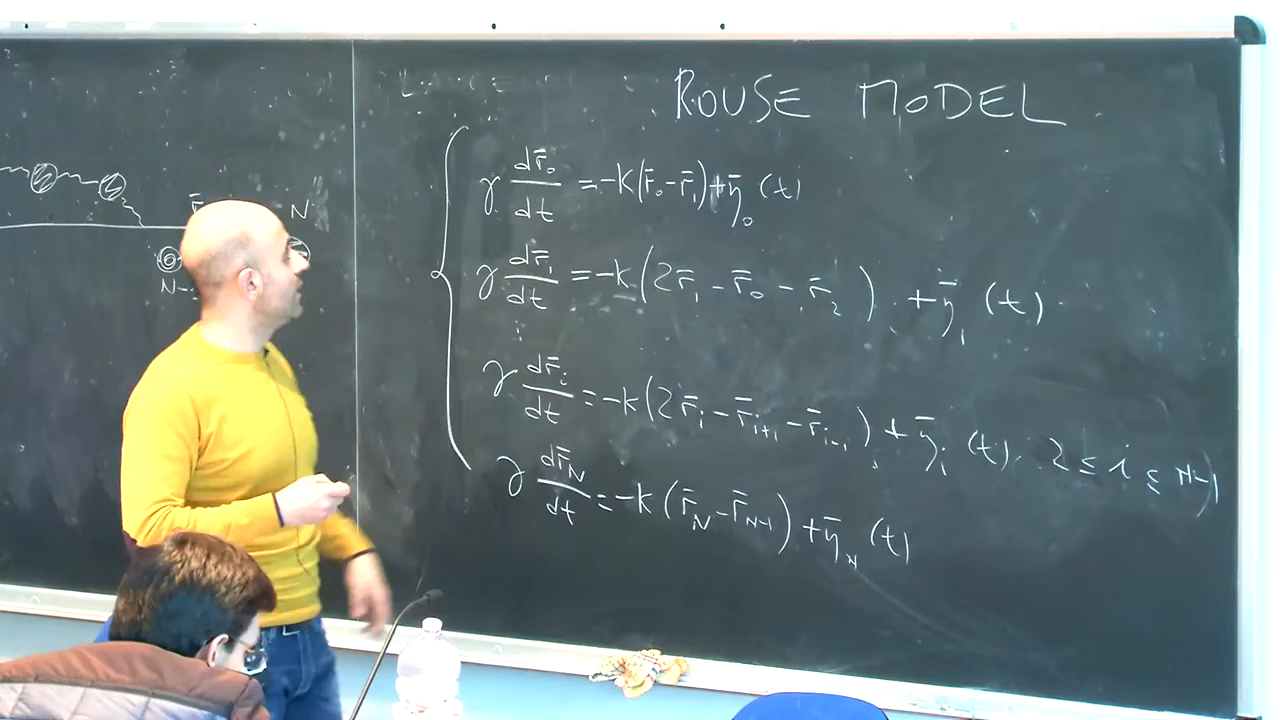 ROUSE MODEL
γ dr̄₀/dt = -K(r̄₀ - r̄₁) + η̄₀ (t)
γ dr̄₁/dt = -K(2r̄₁ - r̄₀ - r̄₂) + η̄₁ (t)
⋮
γ dr̄ᵢ/dt = -K(2r̄ᵢ - r̄ᵢ₊₁ - r̄ᵢ₋₁) + η̄ᵢ (t). 2 ≤ i ≤ N-1
γ dr̄_N/dt = -K(r̄_N - r̄_N-1) + η̄_N (t)
N
N-